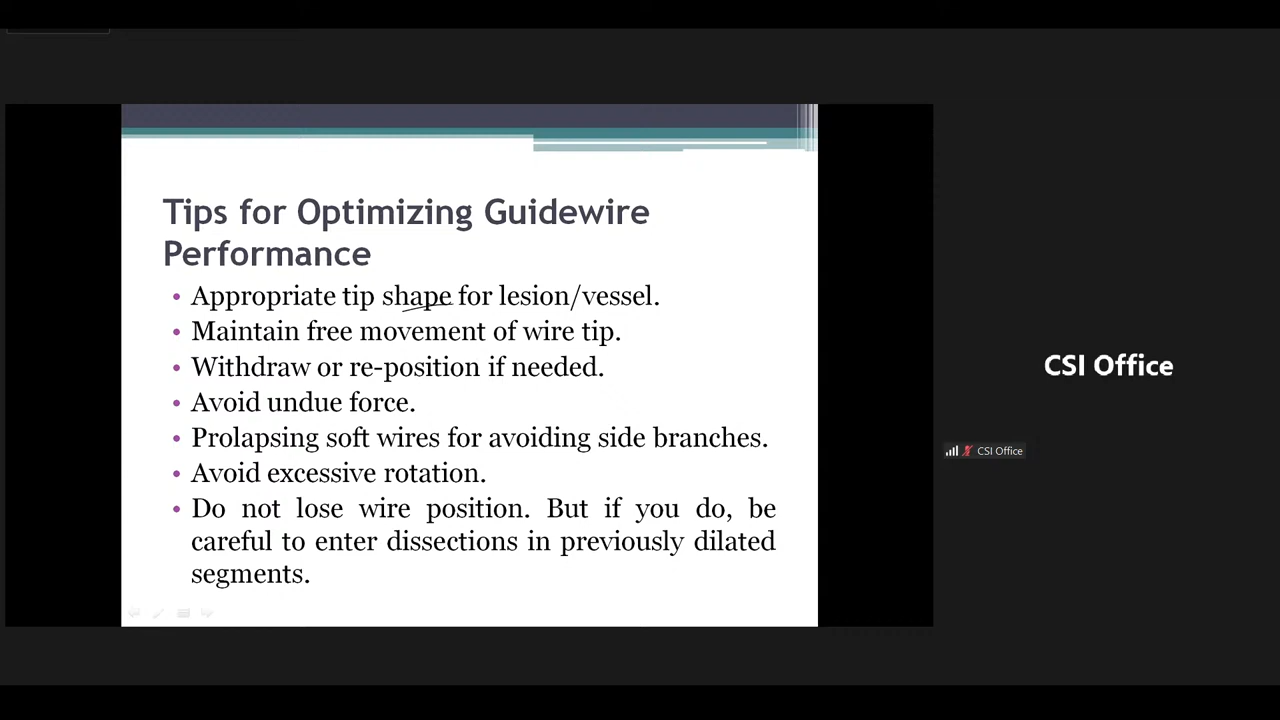 Tips for Optimizing Guidewire
Performance
• Appropriate tip shape for lesion/vessel.
• Maintain free movement of wire tip.
• Withdraw or re-position if needed.
• Avoid undue force.
• Prolapsing soft wires for avoiding side branches.
• Avoid excessive rotation.
• Do not lose wire position. But if you do, be
careful to enter dissections in previously dilated
segments.
CSI Office
CSI Office